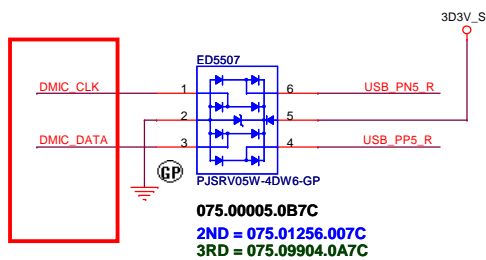 3D3V_S
ED5507
DMIC_CLK 1 6 USB_PN5_R
2 5
DMIC_DATA 3 4 USB_PP5_R
GP
PJSRV05W-4DW6-GP
075.00005.0B7C
2ND = 075.01256.007C
3RD = 075.09904.0A7C